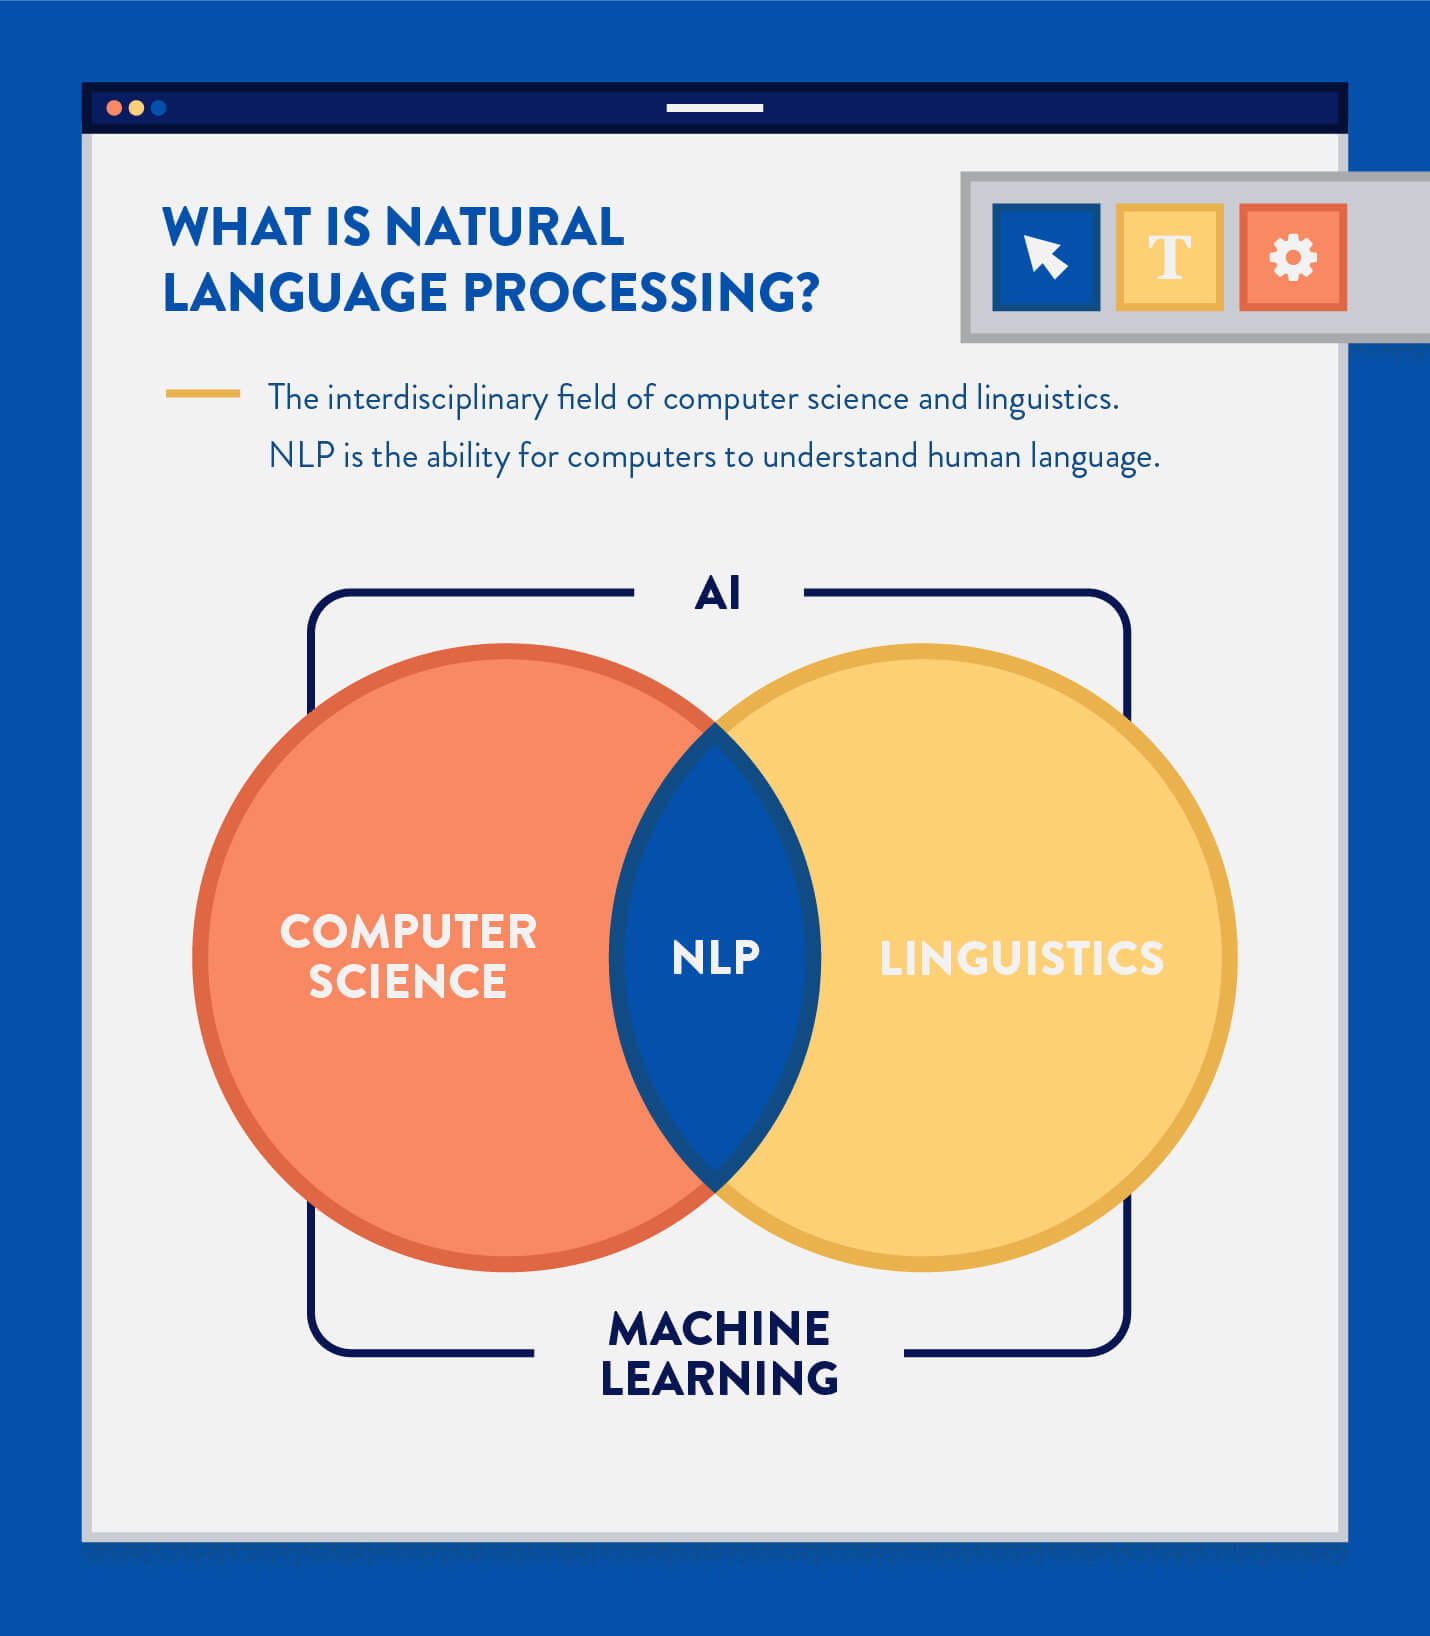 WHAT IS NATURAL
LANGUAGE PROCESSING?
T
The interdisciplinary field of computer science and linguistics.
NLP is the ability for computers to understand human language.
AI
COMPUTER
SCIENCE
NLP
LINGUISTICS
MACHINE
LEARNING